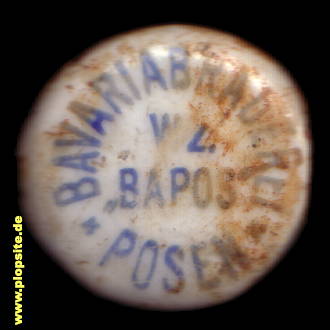 BAVARIABRAUEREI
W Z.
„BAPOS"
* POSEN *
www.plopsite.de